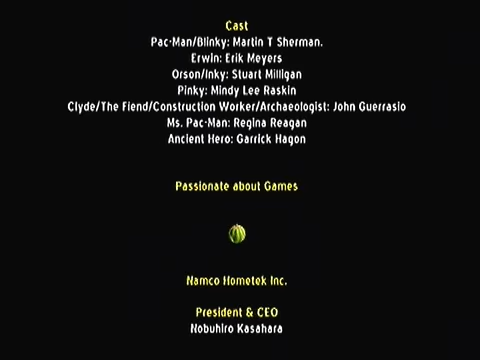 Cast
Pac-Man/Blinky: Martin T Sherman.
Erwin: Erik Meyers
Orson/Inky: Stuart Milligan
Pinky: Mindy Lee Raskin
Clyde/The Fiend/Construction Worker/Archaeologist: John Guerrasio
Ms. Pac-Man: Regina Reagan
Ancient Hero: Garrick Hagon
Passionate about Games
Namco Hometek Inc.
President & CEO
Nobuhiro Kasahara